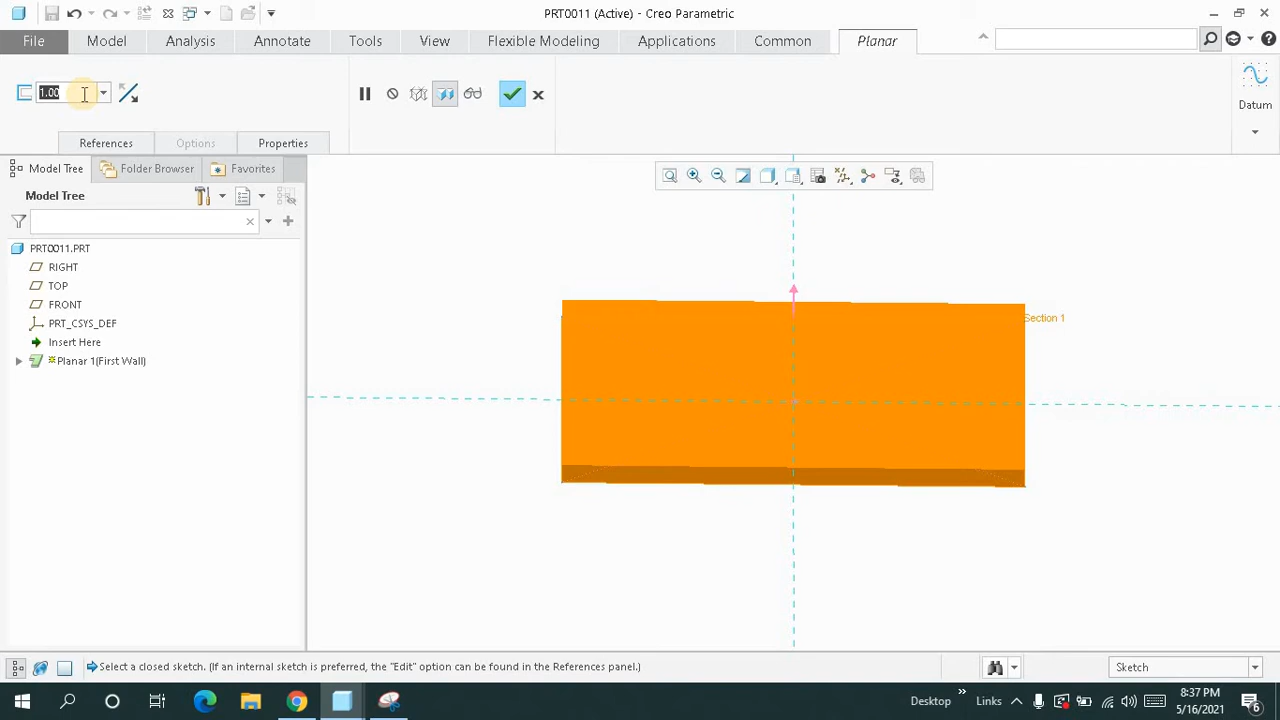 PRT0011 (Active) - Creo Parametric
File Model Analysis Annotate Tools View Flexible Modeling Applications Common Planar
1.00
Datum
References Options Properties
Model Tree Folder Browser Favorites
Model Tree
PRT0011.PRT
RIGHT
TOP
FRONT
PRT_CSYS_DEF
Insert Here
Planar 1(First Wall)
Section 1
Select a closed sketch. (If an internal sketch is preferred, the "Edit" option can be found in the References panel.)
Sketch
Desktop Links
8:37 PM
5/16/2021
6